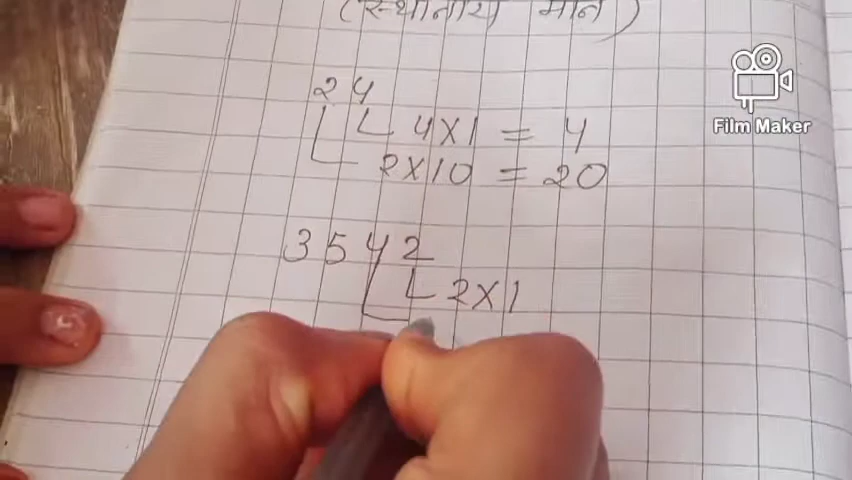 (स्थानीय मान)
24
4X1 = 4
2X10 = 20
3542
2X1
Film Maker